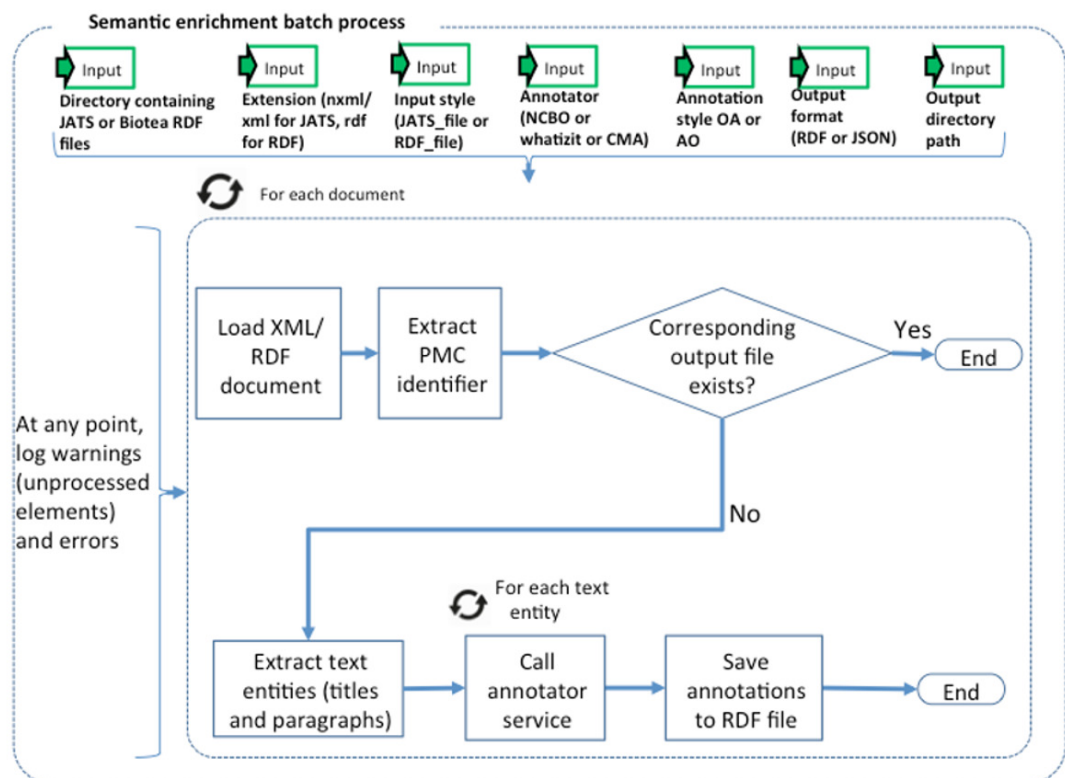 Semantic enrichment batch process
Input
Directory containing
JATS or Biotea RDF
files
Input
Extension (nxml/
xml for JATS, rdf
for RDF)
Input
Input style
(JATS_file or
RDF_file)
Input
Annotator
(NCBO or
whatizit or CMA)
Input
Annotation
style OA or
AO
Input
Output
format
(RDF or JSON)
Input
Output
directory
path
For each document
Load XML/
RDF
document
Extract
PMC
identifier
Corresponding
output file
exists?
Yes
End
At any point,
log warnings
(unprocessed
elements)
and errors
No
For each text
entity
Extract text
entities (titles
and paragraphs)
Call
annotator
service
Save
annotations
to RDF file
End